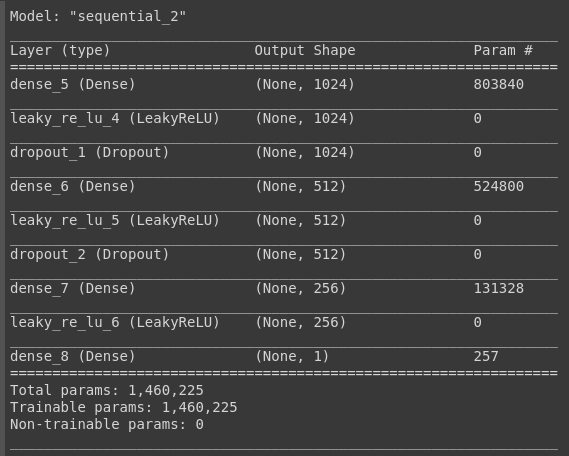 Model: "sequential_2"
Layer (type) Output Shape Param #
=================================================================
dense_5 (Dense) (None, 1024) 803840
leaky_re_lu_4 (LeakyReLU) (None, 1024) 0
dropout_1 (Dropout) (None, 1024) 0
dense_6 (Dense) (None, 512) 524800
leaky_re_lu_5 (LeakyReLU) (None, 512) 0
dropout_2 (Dropout) (None, 512) 0
dense_7 (Dense) (None, 256) 131328
leaky_re_lu_6 (LeakyReLU) (None, 256) 0
dense_8 (Dense) (None, 1) 257
=================================================================
Total params: 1,460,225
Trainable params: 1,460,225
Non-trainable params: 0